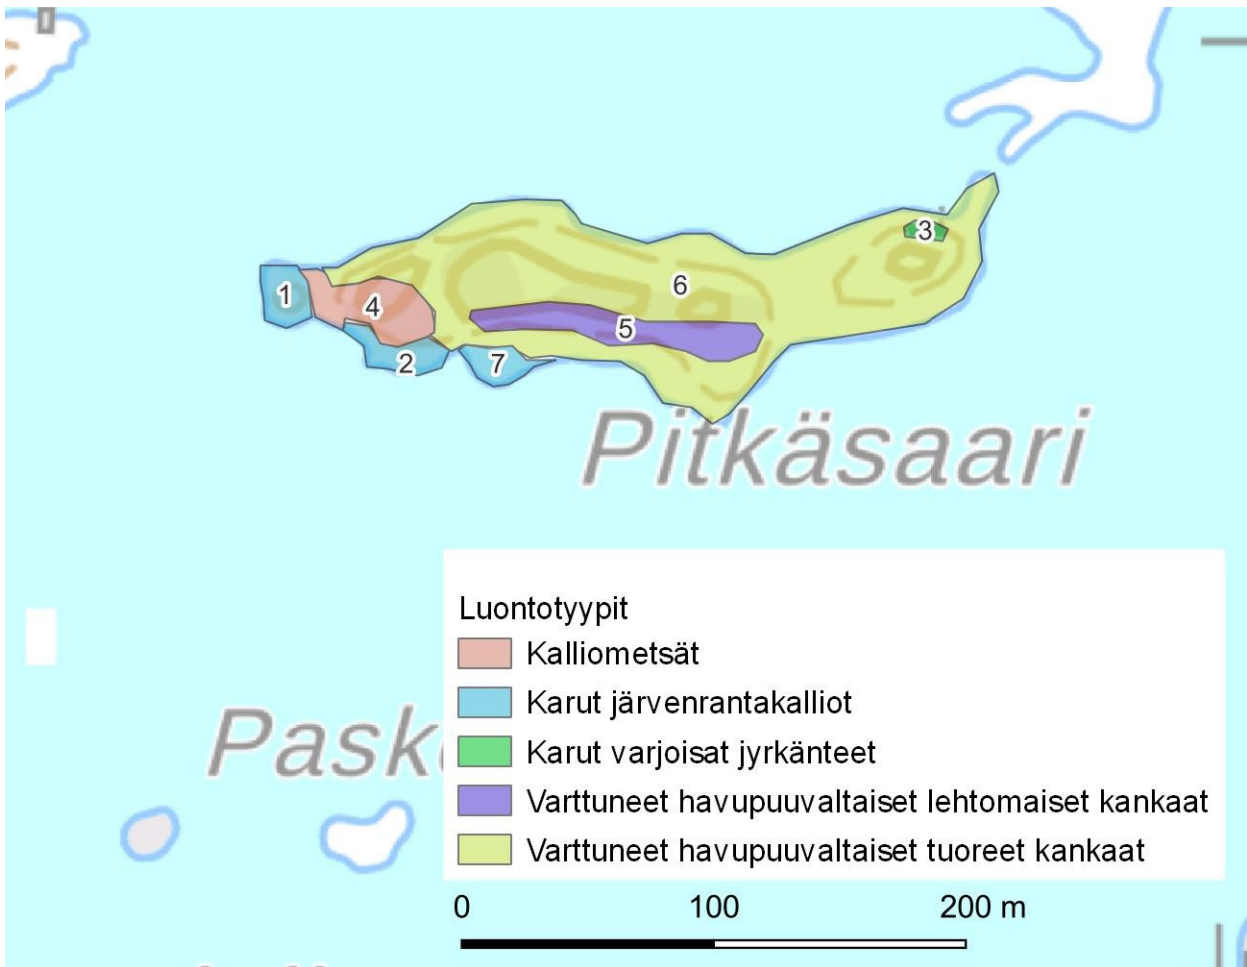 3
6
1
4
5
2
7
Pitkäsaari
Luontotyypit
Kalliometsät
Karut järvenrantakalliot
Karut varjoisat jyrkänteet
Varttuneet havupuuvaltaiset lehtomaiset kankaat
Varttuneet havupuuvaltaiset tuoreet kankaat
0 100 200 m